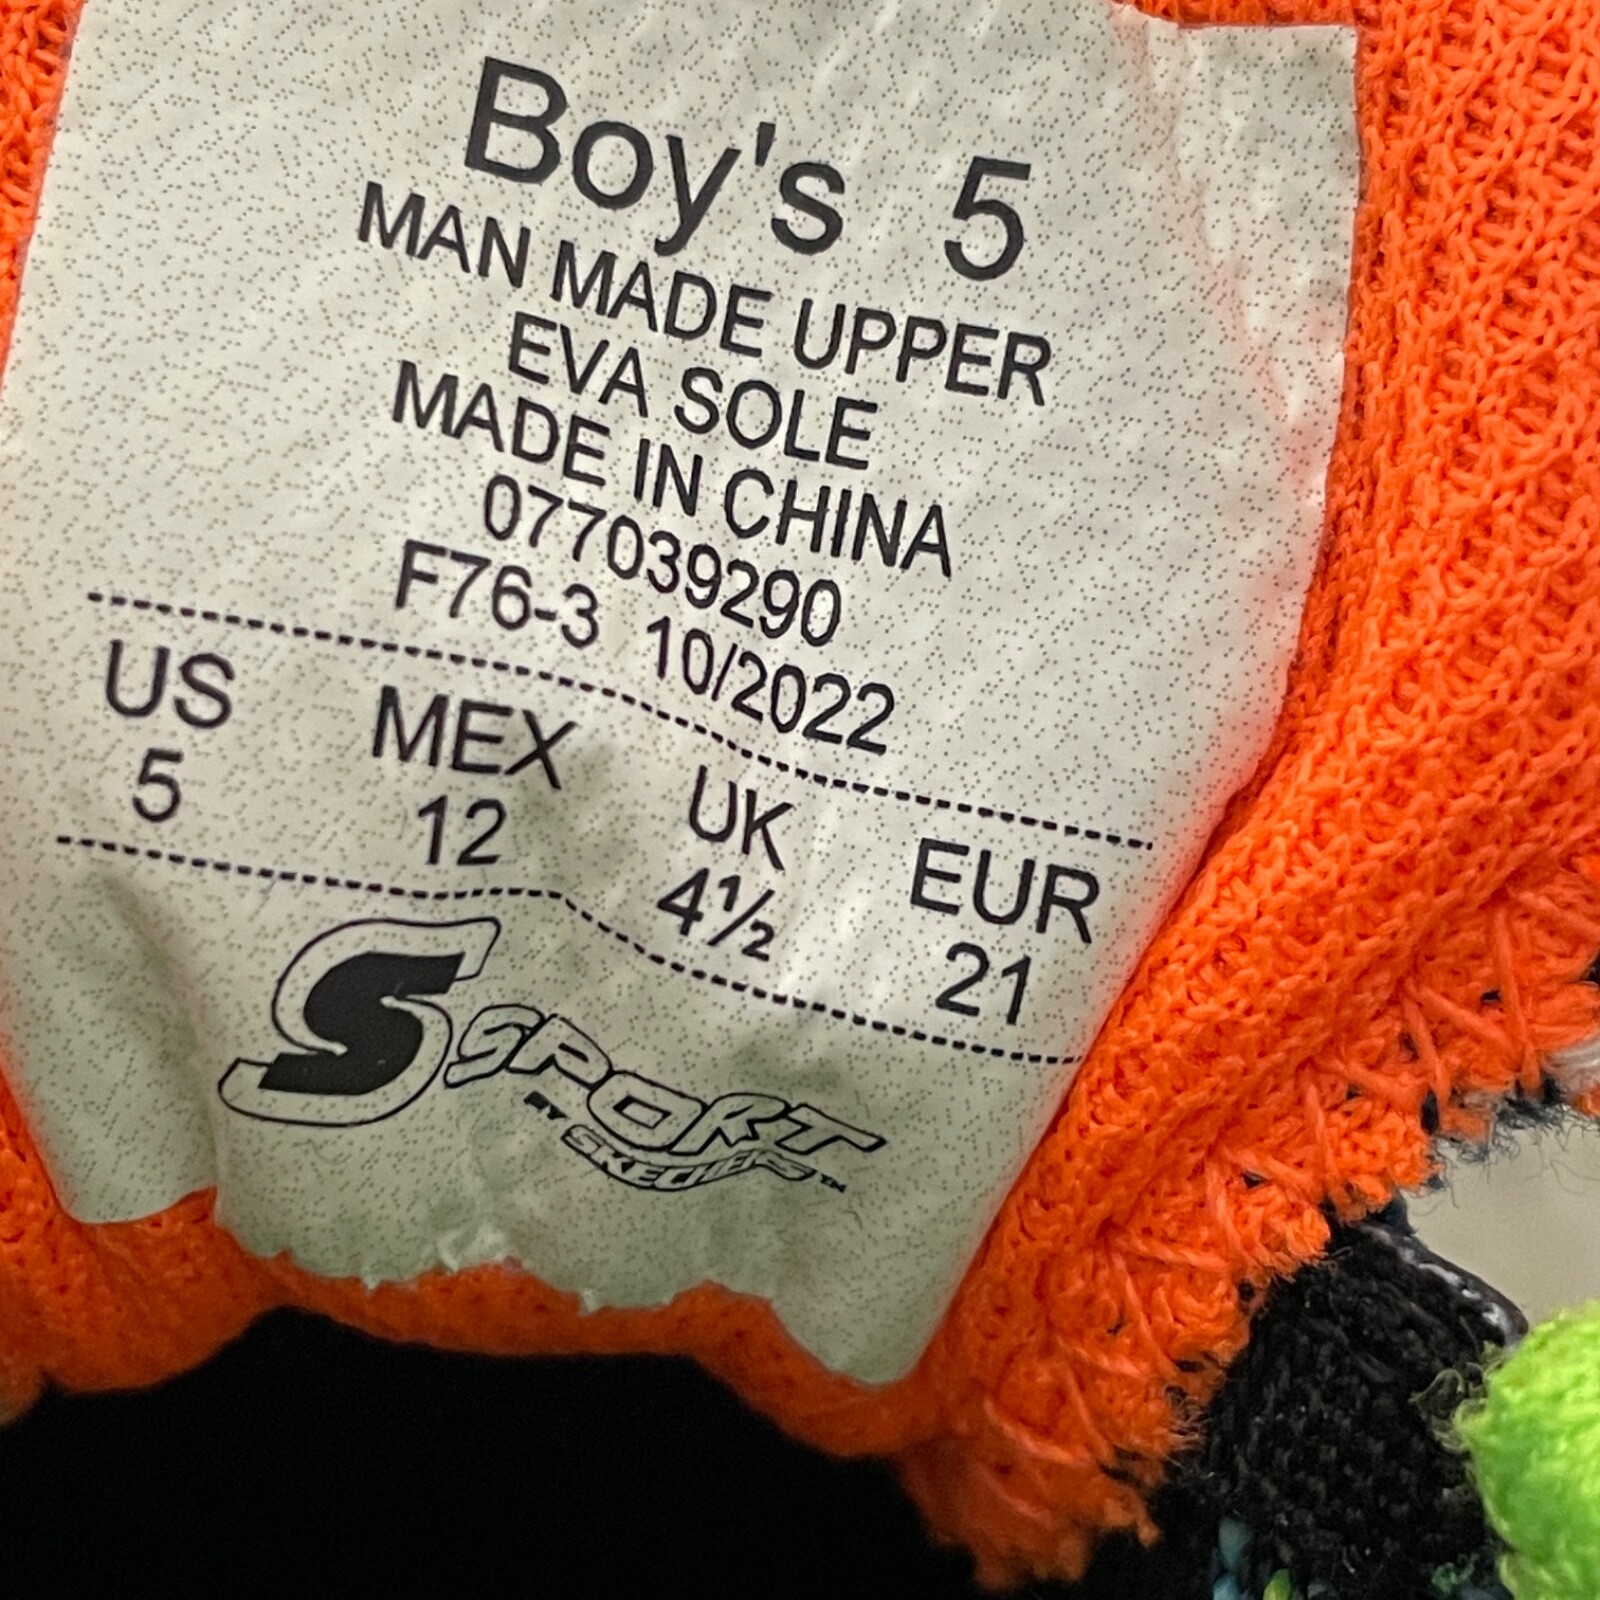 Boy's 5
MAN MADE UPPER
EVA SOLE
MADE IN CHINA
077039290
F76-3 10/2022
US MEX UK EUR
5 12 4½ 21
S SPORT
BY SKECHERS™